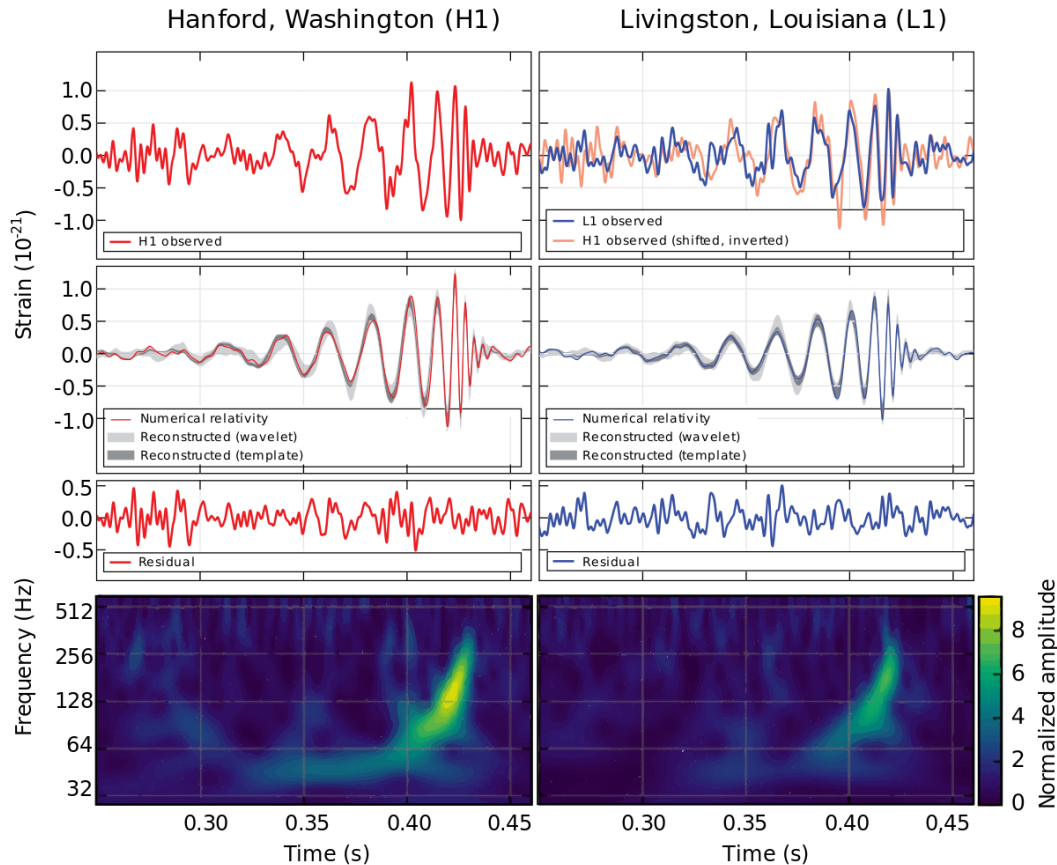 Hanford, Washington (H1)
Livingston, Louisiana (L1)
Strain (10⁻²¹)
1.0
0.5
0.0
-0.5
-1.0
H1 observed
L1 observed
H1 observed (shifted, inverted)
1.0
0.5
0.0
-0.5
-1.0
Numerical relativity
Reconstructed (wavelet)
Reconstructed (template)
Numerical relativity
Reconstructed (wavelet)
Reconstructed (template)
0.5
0.0
-0.5
Residual
Residual
Frequency (Hz)
512
256
128
64
32
Normalized amplitude
8
6
4
2
0
0.30
0.35
0.40
0.45
0.30
0.35
0.40
0,45
Time (s)
Time (s)